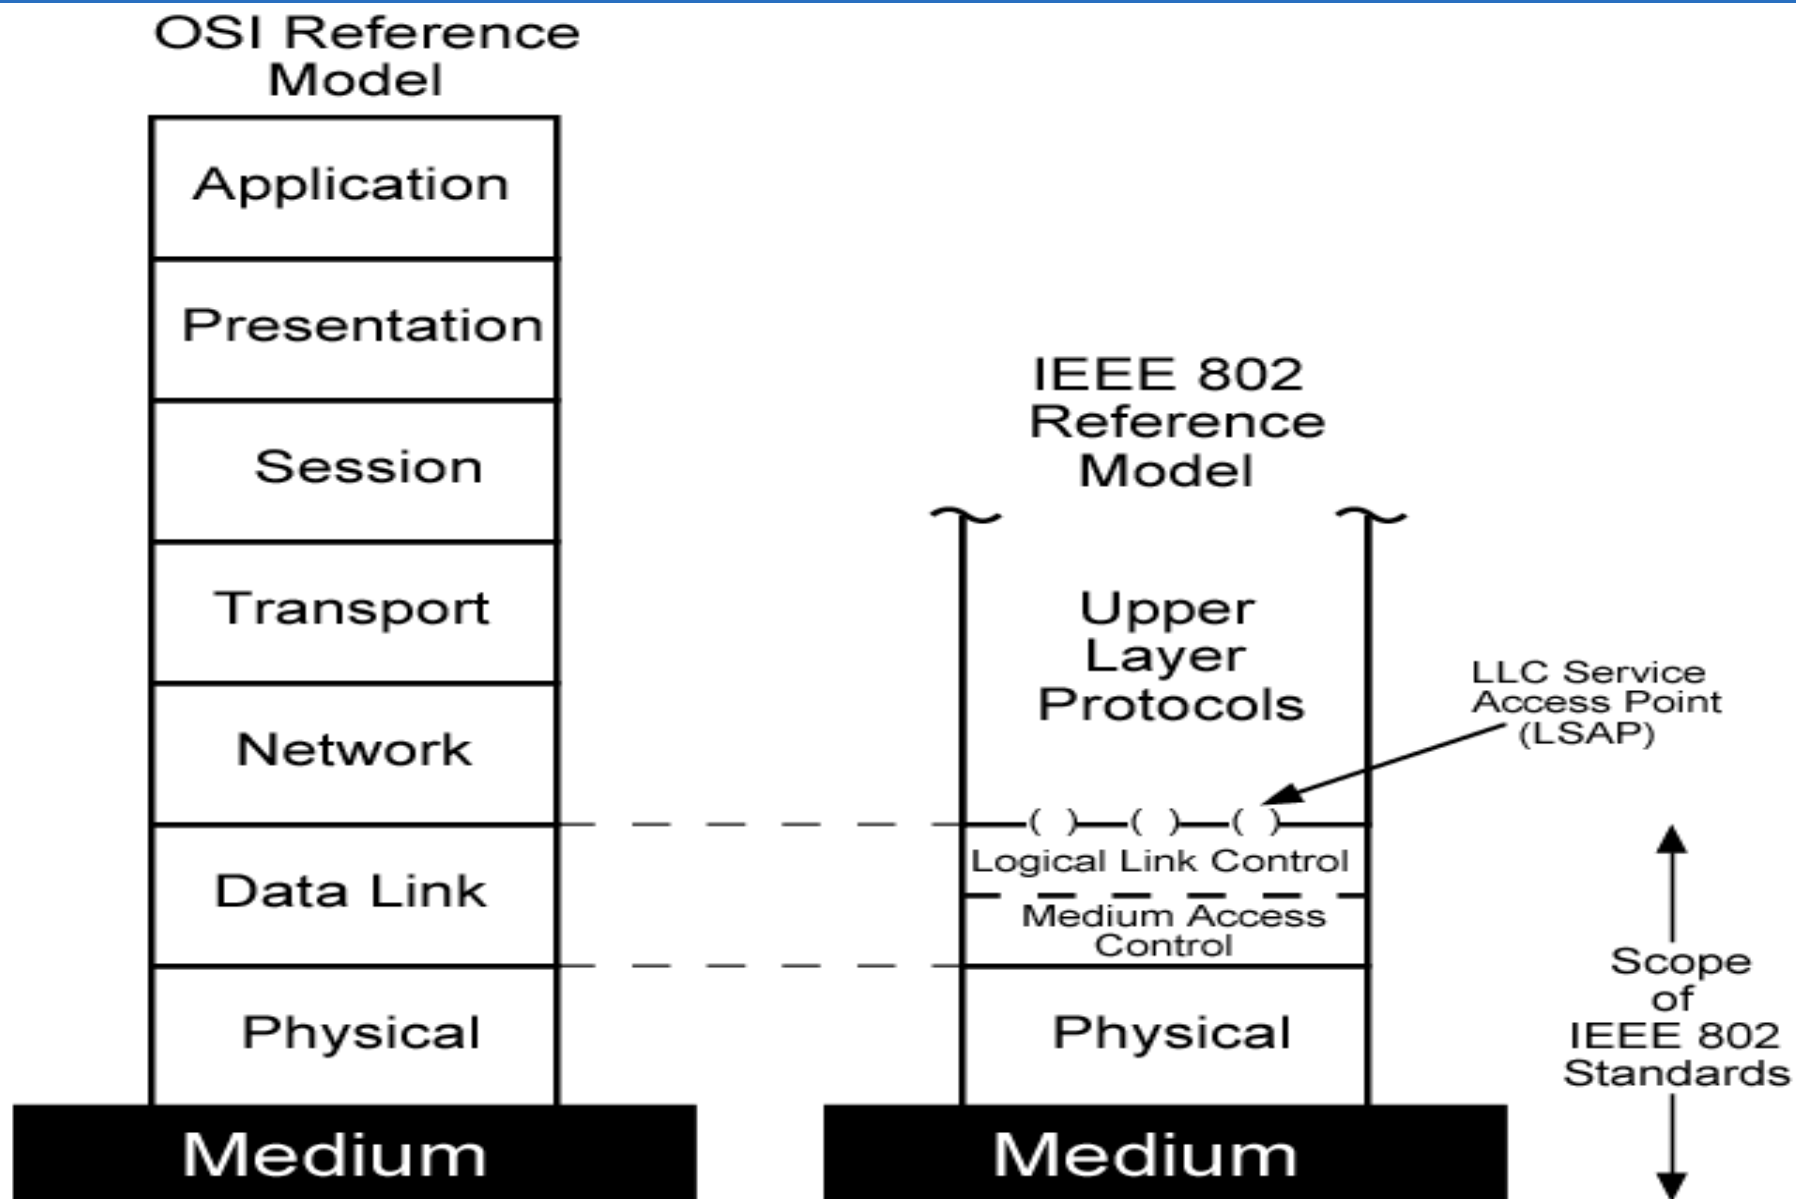 OSI Reference
Model
Application
Presentation
Session
Transport
Network
Data Link
Physical
Medium
IEEE 802
Reference
Model
Upper
Layer
Protocols
LLC Service
Access Point
(LSAP)
( ) ( ) ( )
Logical Link Control
Medium Access
Control
Physical
Medium
Scope
of
IEEE 802
Standards